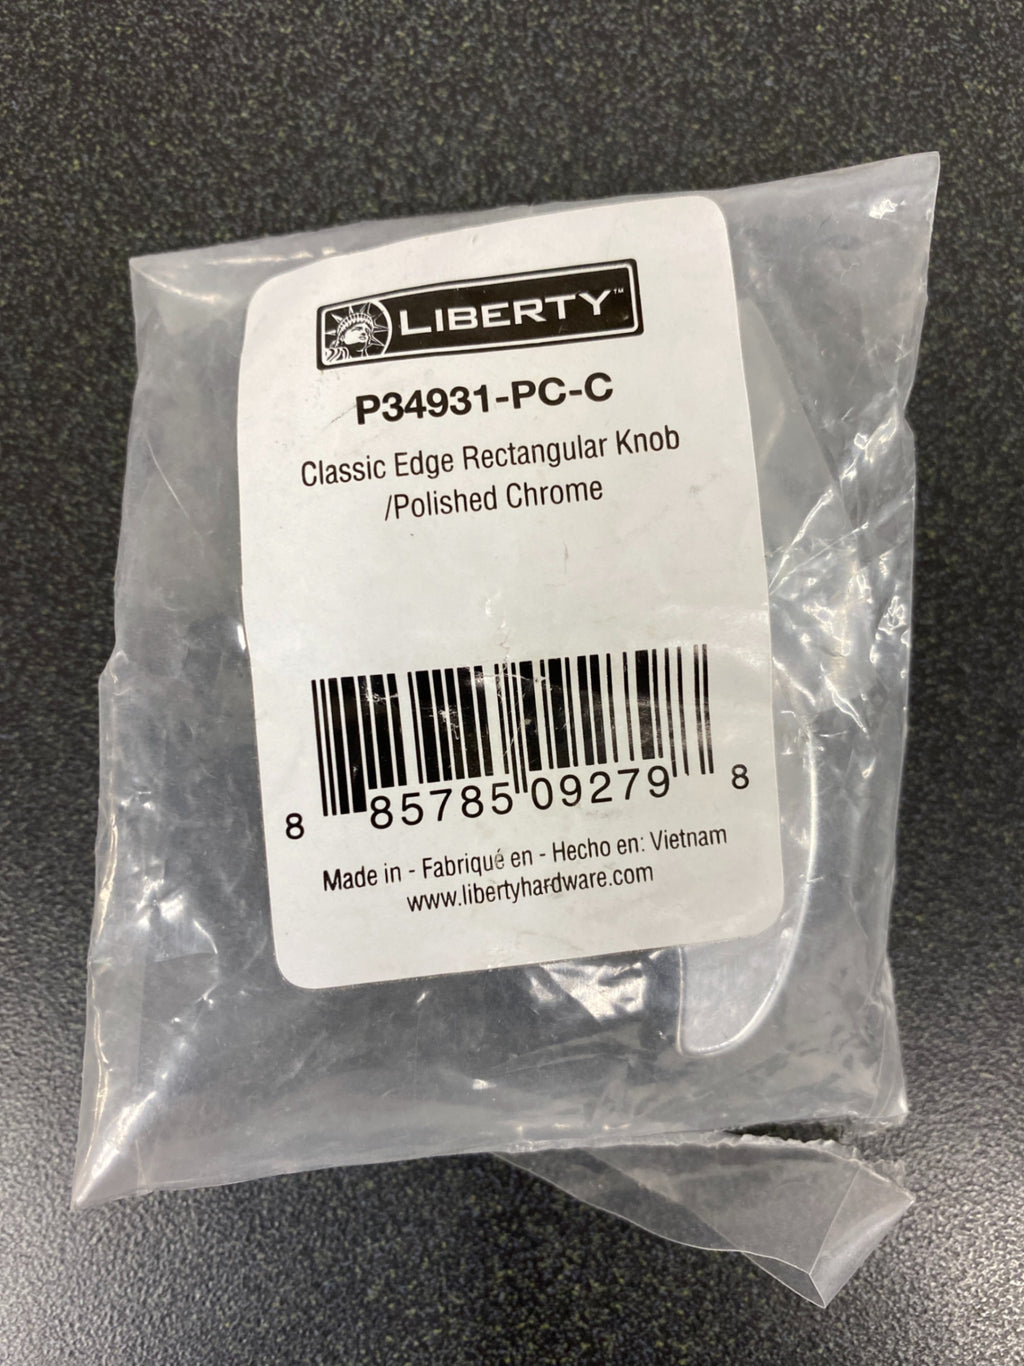 LIBERTY™
P34931-PC-C
Classic Edge Rectangular Knob
/Polished Chrome
8 85785 09279 8
Made in - Fabriqué en - Hecho en: Vietnam
www.libertyhardware.com